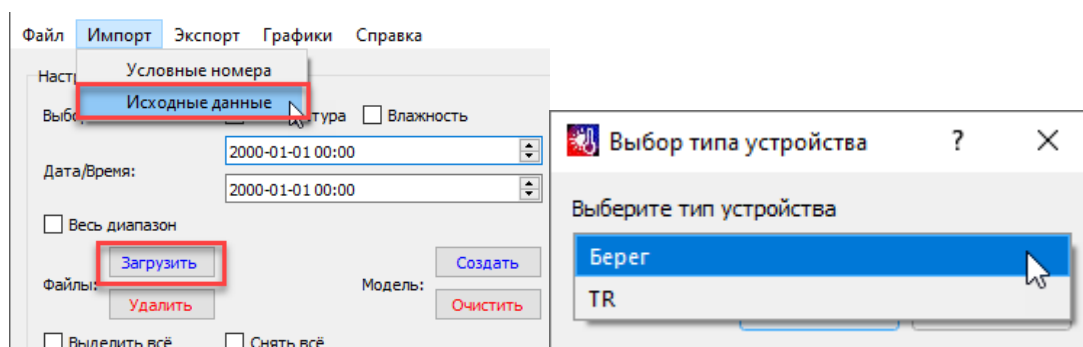 Файл Импорт Экспорт Графики Справка
Условные номера
Исходные данные
Влажность
Дата/Время:
2000-01-01 00:00
2000-01-01 00:00
Весь диапазон
Файлы:
Загрузить
Удалить
Модель:
Создать
Очистить
Выделить всё Снять всё
Выбор типа устройства ? ×
Выберите тип устройства
Берег
TR